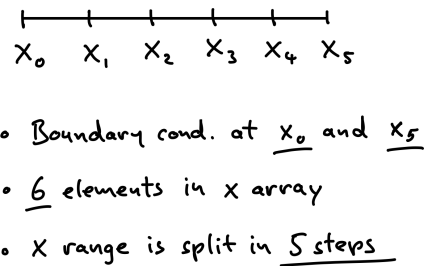 x₀ x₁ x₂ x₃ x₄ x₅
• Boundary cond. at x₀ and x₅
• 6 elements in x array
• x range is split in 5 steps